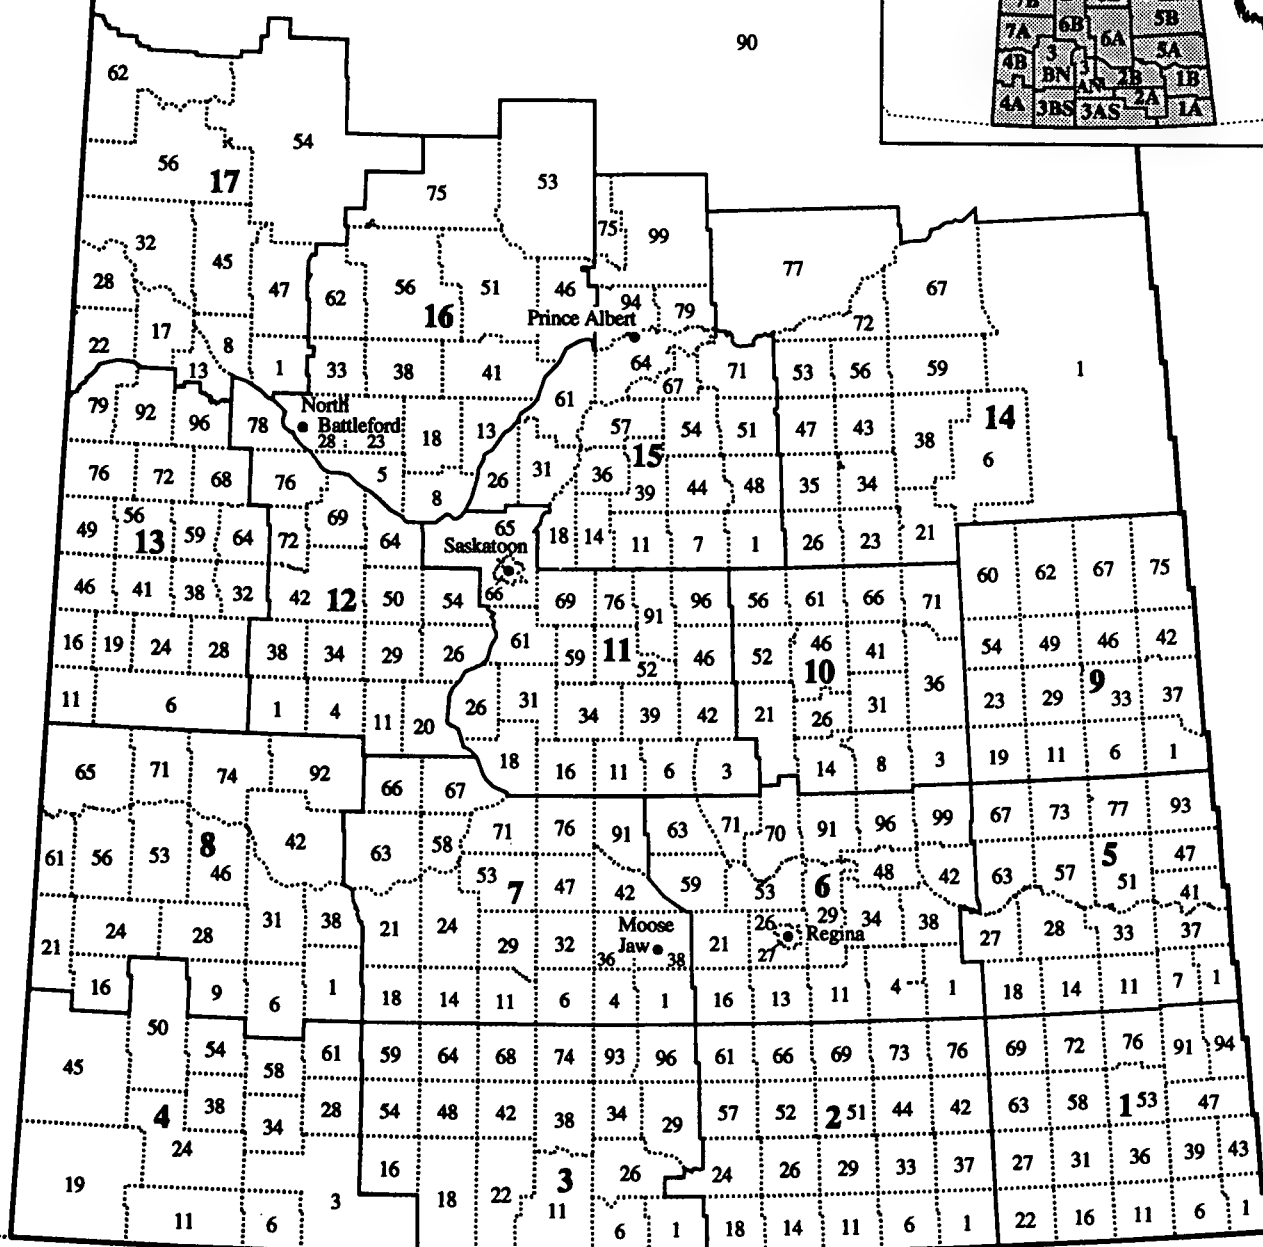 7B
90 6B 5B
62 7A 6A
4B 3 BN 3 AN 5A
2B 1B
54 4A 3BS 3AS 2A 1A
56 17 75 53
32 45 75 99
28 47 62 56 51 46 77 67
16 94 79
Prince Albert
22 17 8 72
13 1 33 38 41 64 71 53 56 59 1
67
79 92 96 78 North 61
Battleford 57 54 51 47 43 38 14
28 23 18 13 15
76 72 68 76 5 26 31 36 6
8 39 44 48 35 34
49 56 59 64 72 69 64 65 18 14 11 7 1 26 23 21
13 Saskatoon
60 62 67 75
46 41 38 32 42 12 50 54 66 69 76 91 96 56 61 66 71
16 19 24 28 38 34 29 26 61 59 11 52 46 52 46 41 54 49 46 42
10 36
11 6 1 4 11 20 26 31 34 39 42 21 26 31 23 29 9 33 37
18 16 11 6 3 14 8 3 19 11 6 1
65 71 74 92 66 67
71 76 91 63 71 70 91 96 99 67 73 77 93
61 56 53 8 42 63 58
46 53 7 47 42 59 53 6 48 42 63 57 5 51 47
41
24 28 31 38 21 24 26 29 34 38
21 29 32 Moose
Jaw 21 Regina 27 28 33 37
36 38 27
16 9 6 1 18 14 11 6 4 1 16 13 11 4 1 18 14 11 7 1
50
45 54 58 61 59 64 68 74 93 96 61 66 69 73 76 69 72 76 91 94
4 38 34 28 54 48 42 38 34 29 57 52 2 51 44 42 63 58 1 53 47
24 16 26 24 26 29 33 37 27 31 36 39 43
19 3 18 22 3
11
11 6 6 1 18 14 11 6 1 22 16 11 6 1